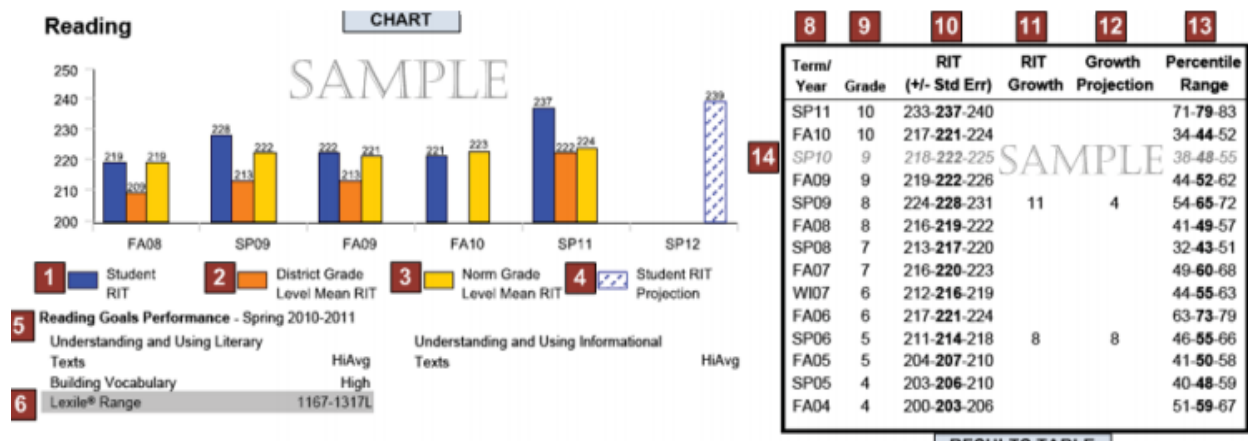 Reading
CHART
SAMPLE
250
240
230
220
210
200
219
209
219
228
213
222
222
213
221
221
223
237
222
224
239
FA08 SP09 FA09 FA10 SP11 SP12
1 Student RIT
2 District Grade Level Mean RIT
3 Norm Grade Level Mean RIT
4 Student RIT Projection
5 Reading Goals Performance - Spring 2010-2011
Understanding and Using Literary Texts HiAvg
Understanding and Using Informational Texts HiAvg
Building Vocabulary High
6 Lexile® Range 1167-1317L
8 9 10 11 12 13
Term/Year Grade RIT (+/- Std Err) RIT Growth Growth Projection Percentile Range
SP11 10 233-237-240 71-79-83
FA10 10 217-221-224 34-44-52
14 SP10 9 218-222-225 38-48-55
SAMPLE
FA09 9 219-222-226 44-52-62
SP09 8 224-228-231 11 4 54-65-72
FA08 8 216-219-222 41-49-57
SP08 7 213-217-220 32-43-51
FA07 7 216-220-223 49-60-68
WI07 6 212-216-219 44-55-63
FA06 6 217-221-224 63-73-79
SP06 5 211-214-218 8 8 46-55-66
FA05 5 204-207-210 41-50-58
SP05 4 203-206-210 40-48-59
FA04 4 200-203-206 51-59-67
RESULTS TABLE